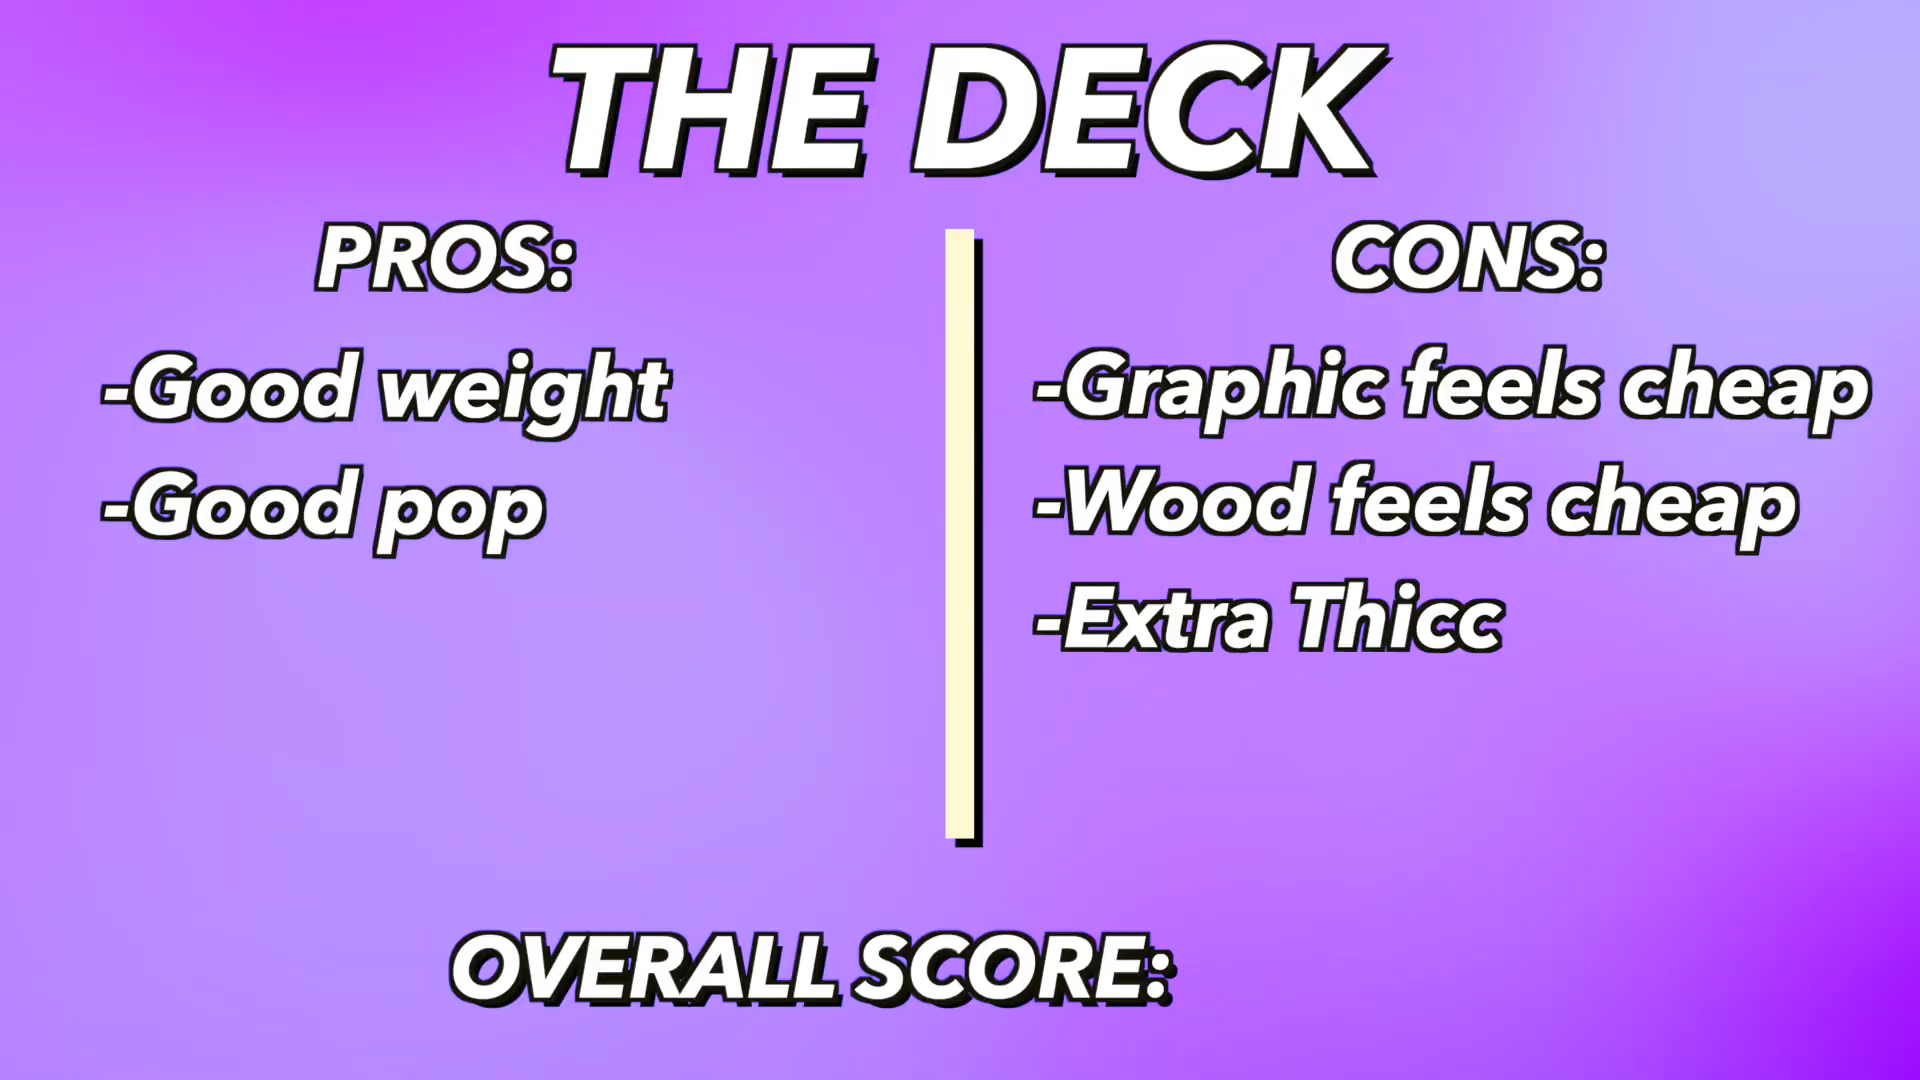 THE DECK
PROS:
-Good weight
-Good pop
CONS:
-Graphic feels cheap
-Wood feels cheap
-Extra Thicc
OVERALL SCORE: